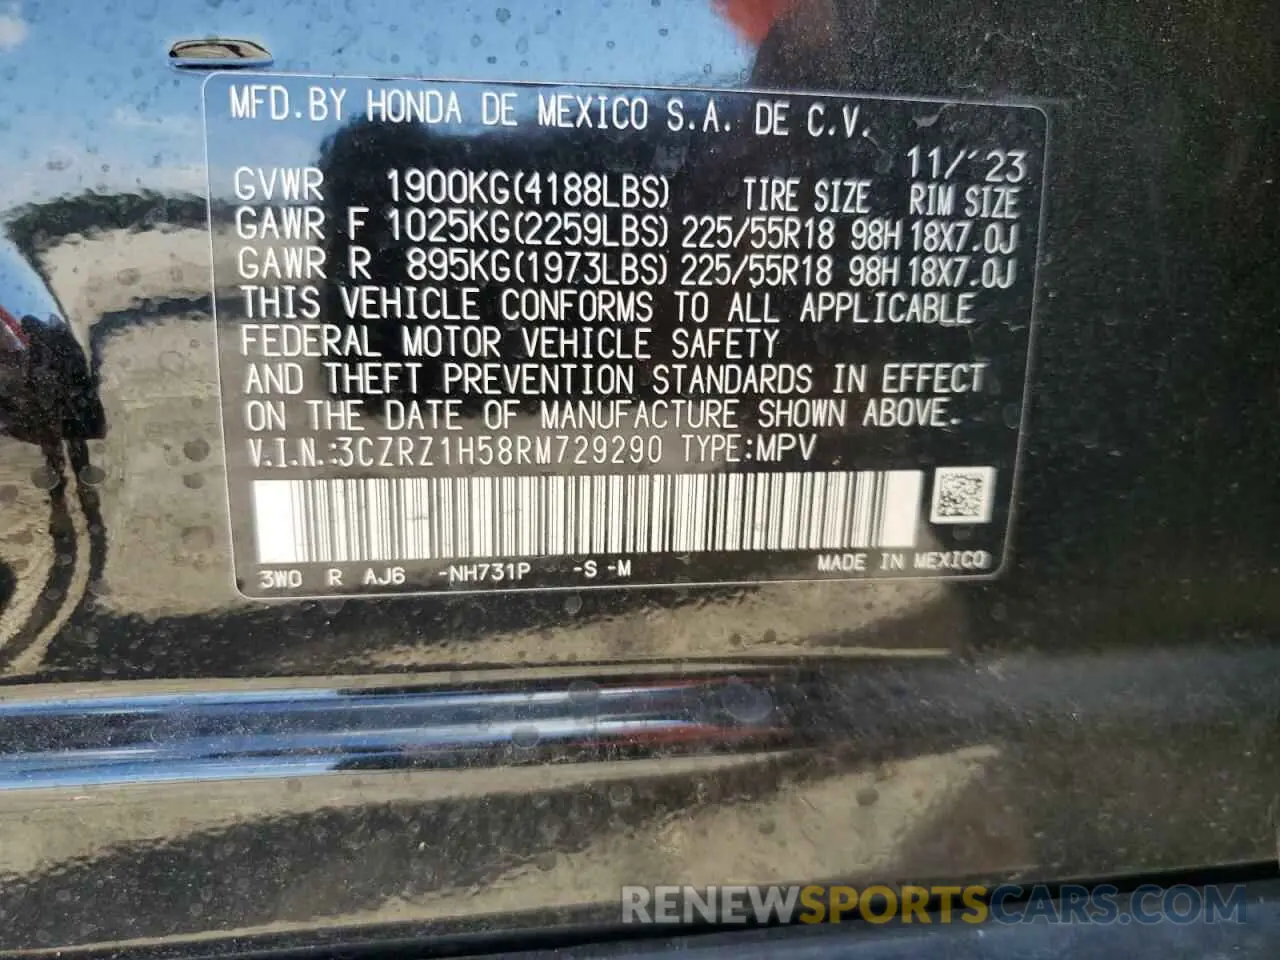 MFD.BY HONDA DE MEXICO S.A. DE C.V.
11/´23
GVWR 1900KG(4188LBS) TIRE SIZE RIM SIZE
GAWR F 1025KG(2259LBS) 225/55R18 98H 18X7.0J
GAWR R 895KG(1973LBS) 225/55R18 98H 18X7.0J
THIS VEHICLE CONFORMS TO ALL APPLICABLE
FEDERAL MOTOR VEHICLE SAFETY
AND THEFT PREVENTION STANDARDS IN EFFECT
ON THE DATE OF MANUFACTURE SHOWN ABOVE.
V.I.N.:3CZRZ1H58RM729290 TYPE:MPV
3W0 R AJ6 -NH731P -S -M MADE IN MEXICO
RENEWSPORTSCARS.COM